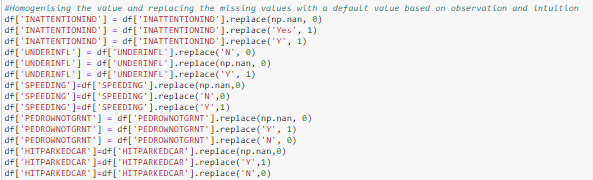 #Homogenising the value and replacing the missing values with a default value based on observation and intuition
df['INATTENTIONIND'] = df['INATTENTIONIND'].replace(np.nan, 0)
df['INATTENTIONIND'] = df['INATTENTIONIND'].replace('Yes', 1)
df['INATTENTIONIND'] = df['INATTENTIONIND'].replace('Y', 1)
df['UNDERINFL'] = df['UNDERINFL'].replace('N', 0)
df['UNDERINFL'] = df['UNDERINFL'].replace(np.nan, 0)
df['UNDERINFL'] = df['UNDERINFL'].replace('Y', 1)
df['SPEEDING']=df['SPEEDING'].replace(np.nan,0)
df['SPEEDING']=df['SPEEDING'].replace('N',0)
df['SPEEDING']=df['SPEEDING'].replace('Y',1)
df['PEDROWNOTGRNT'] = df['PEDROWNOTGRNT'].replace(np.nan, 0)
df['PEDROWNOTGRNT'] = df['PEDROWNOTGRNT'].replace('Y', 1)
df['PEDROWNOTGRNT'] = df['PEDROWNOTGRNT'].replace('N', 0)
df['HITPARKEDCAR']=df['HITPARKEDCAR'].replace(np.nan,0)
df['HITPARKEDCAR']=df['HITPARKEDCAR'].replace('Y',1)
df['HITPARKEDCAR']=df['HITPARKEDCAR'].replace('N',0)